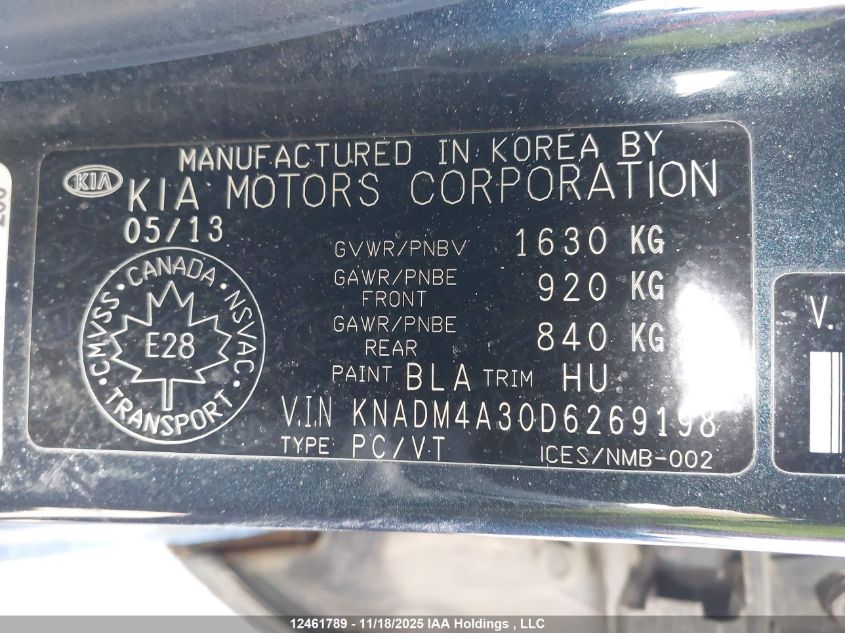 MANUFACTURED IN KOREA BY
KIA
KIA MOTORS CORPORATION
05/13
GVWR/PNBV 1630 KG
GAWR/PNBE FRONT 920 KG
GAWR/PNBE REAR 840 KG
CMVSS · CANADA · NSVAC · TRANSPORT
E28
PAINT BLA TRIM HU
V.IN KNADM4A30D6269198
TYPE PC/VT
ICES/NMB-002
V.
12461789 - 11/18/2025 IAA Holdings , LLC